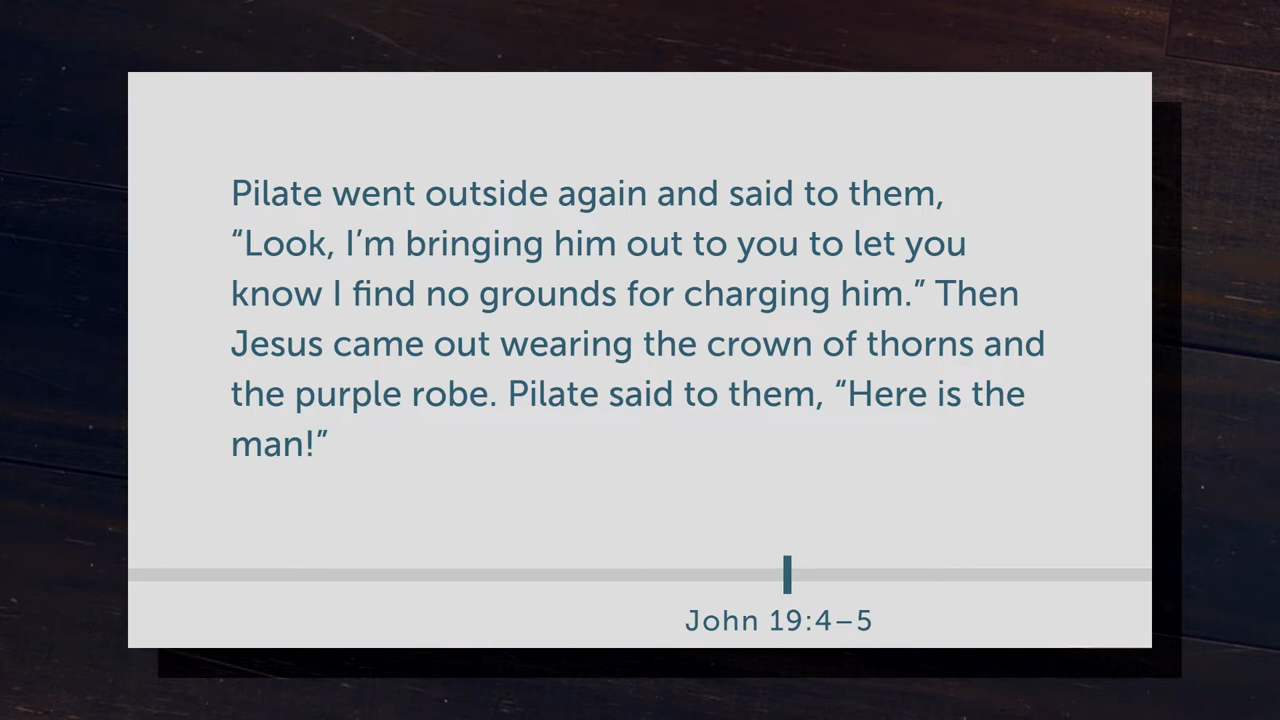 Pilate went outside again and said to them,
“Look, I’m bringing him out to you to let you
know I find no grounds for charging him.” Then
Jesus came out wearing the crown of thorns and
the purple robe. Pilate said to them, “Here is the
man!”
John 19:4–5